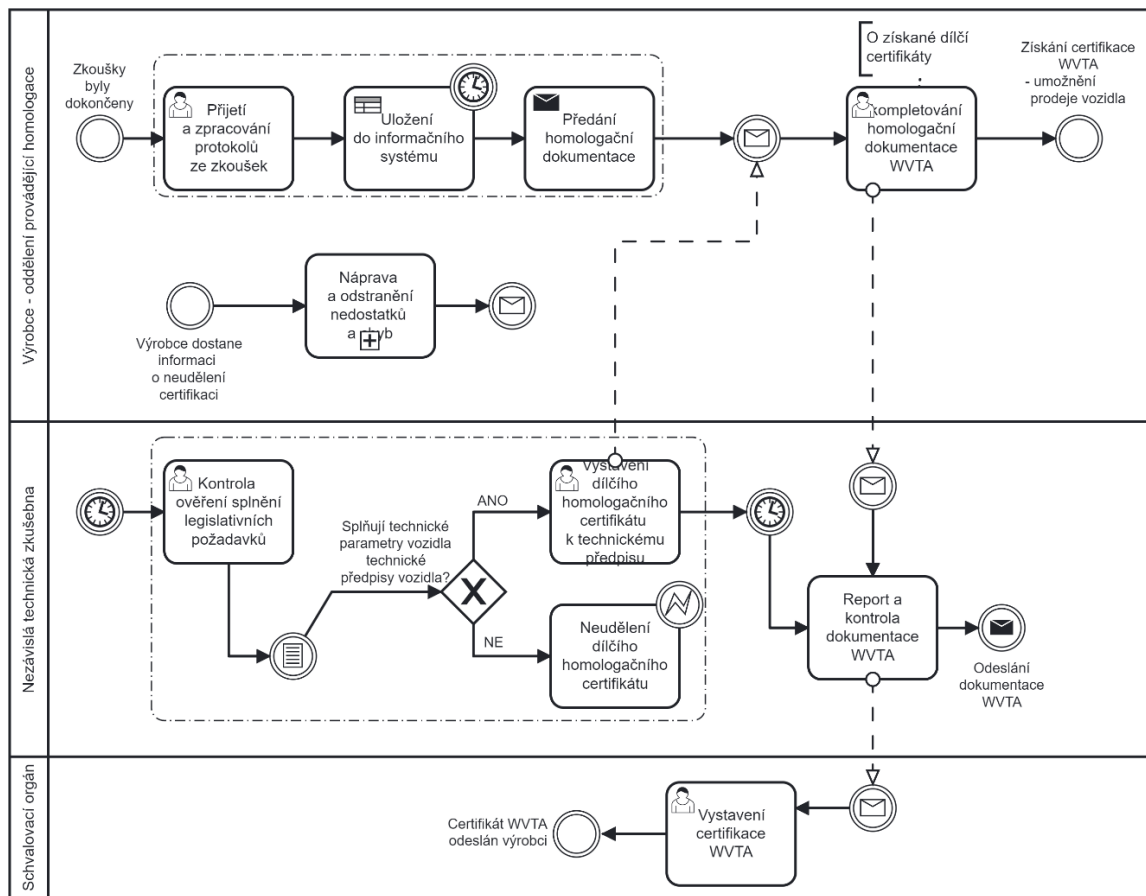 Výrobce - oddělení provádějící homologace
Zkoušky
byly
dokončeny
Přijetí
a zpracování
protokolů
ze zkoušek
Uložení
do informačního
systému
Předání
homologační
dokumentace
O získané dílčí
certifikáty
Kompletování
homologační
dokumentace
WVTA
Získání certifikace
WVTA
- umožnění
prodeje vozidla
Výrobce dostane
informaci
o neudělení
certifikaci
Náprava
a odstranění
nedostatků
a chyb
Nezávislá technická zkušebna
Kontrola
ověření splnění
legislativních
požadavků
Splňují technické
parametry vozidla
technické
předpisy vozidla?
ANO
NE
Vystavení
dílčího
homologačního
certifikátu
k technickému
předpisu
Neudělení
dílčího
homologačního
certifikátu
Report a
kontrola
dokumentace
WVTA
Odeslání
dokumentace
WVTA
Schvalovací orgán
Certifikát WVTA
odeslán výrobci
Vystavení
certifikace
WVTA